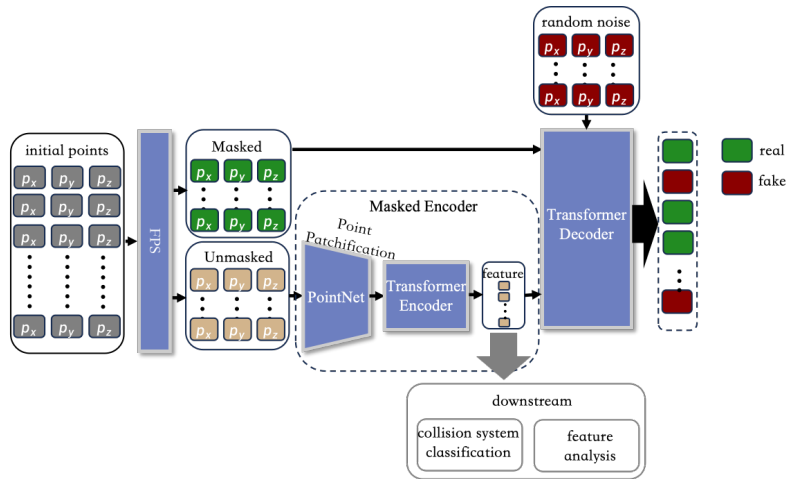 random noise
p_x p_y p_z
p_x p_y p_z
initial points
p_x p_y p_z
p_x p_y p_z
p_x p_y p_z
p_x p_y p_z
FPS
Masked
p_x p_y p_z
p_x p_y p_z
Unmasked
p_x p_y p_z
p_x p_y p_z
Masked Encoder
Point
Patchification
PointNet
Transformer
Encoder
feature
Transformer
Decoder
real
fake
downstream
collision system
classification
feature
analysis